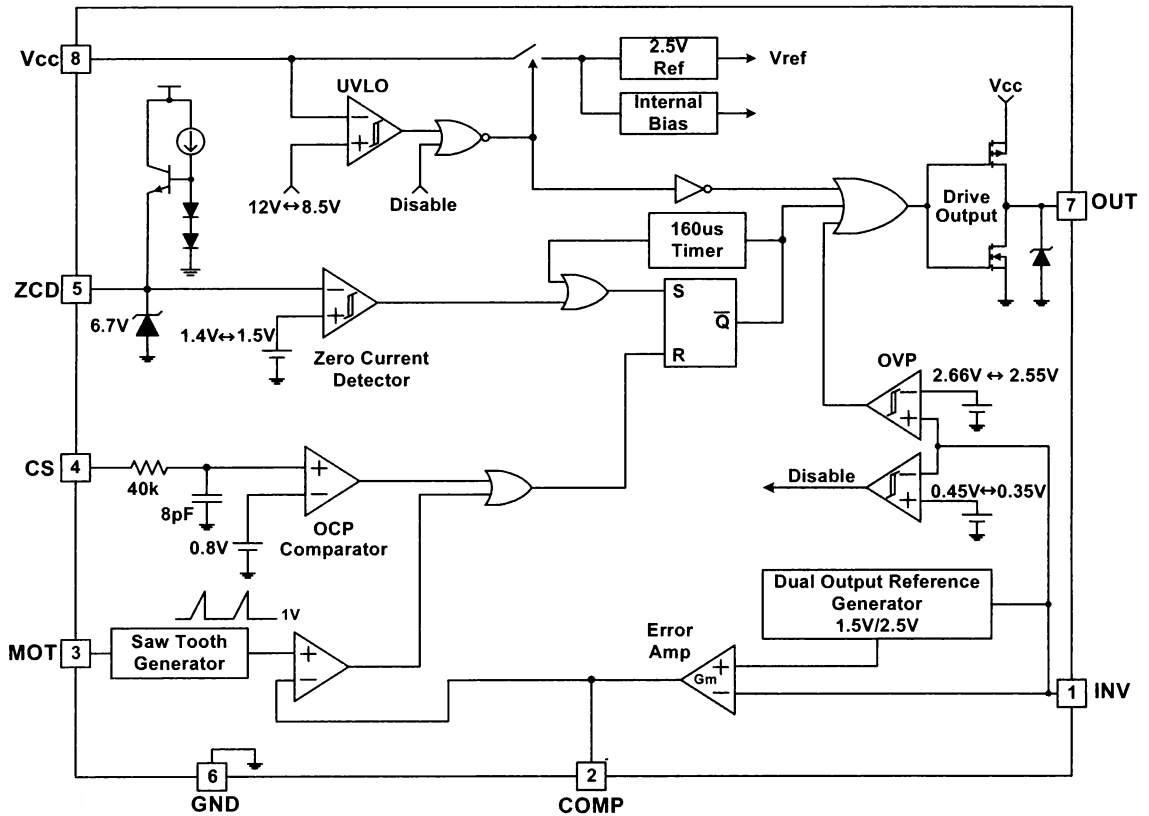 Vcc 8
UVLO
2.5V
Ref
Vref
Internal
Bias
Vcc
12V↔8.5V
Disable
160us
Timer
Drive
Output
7 OUT
ZCD 5
6.7V
1.4V↔1.5V
Zero Current
Detector
S
Q̅
R
OVP
2.66V ↔ 2.55V
CS 4
40k
8pF
0.8V
OCP
Comparator
Disable
0.45V↔0.35V
1V
MOT 3
Saw Tooth
Generator
Error
Amp
Gm
Dual Output Reference
Generator
1.5V/2.5V
1 INV
6
GND
2
COMP